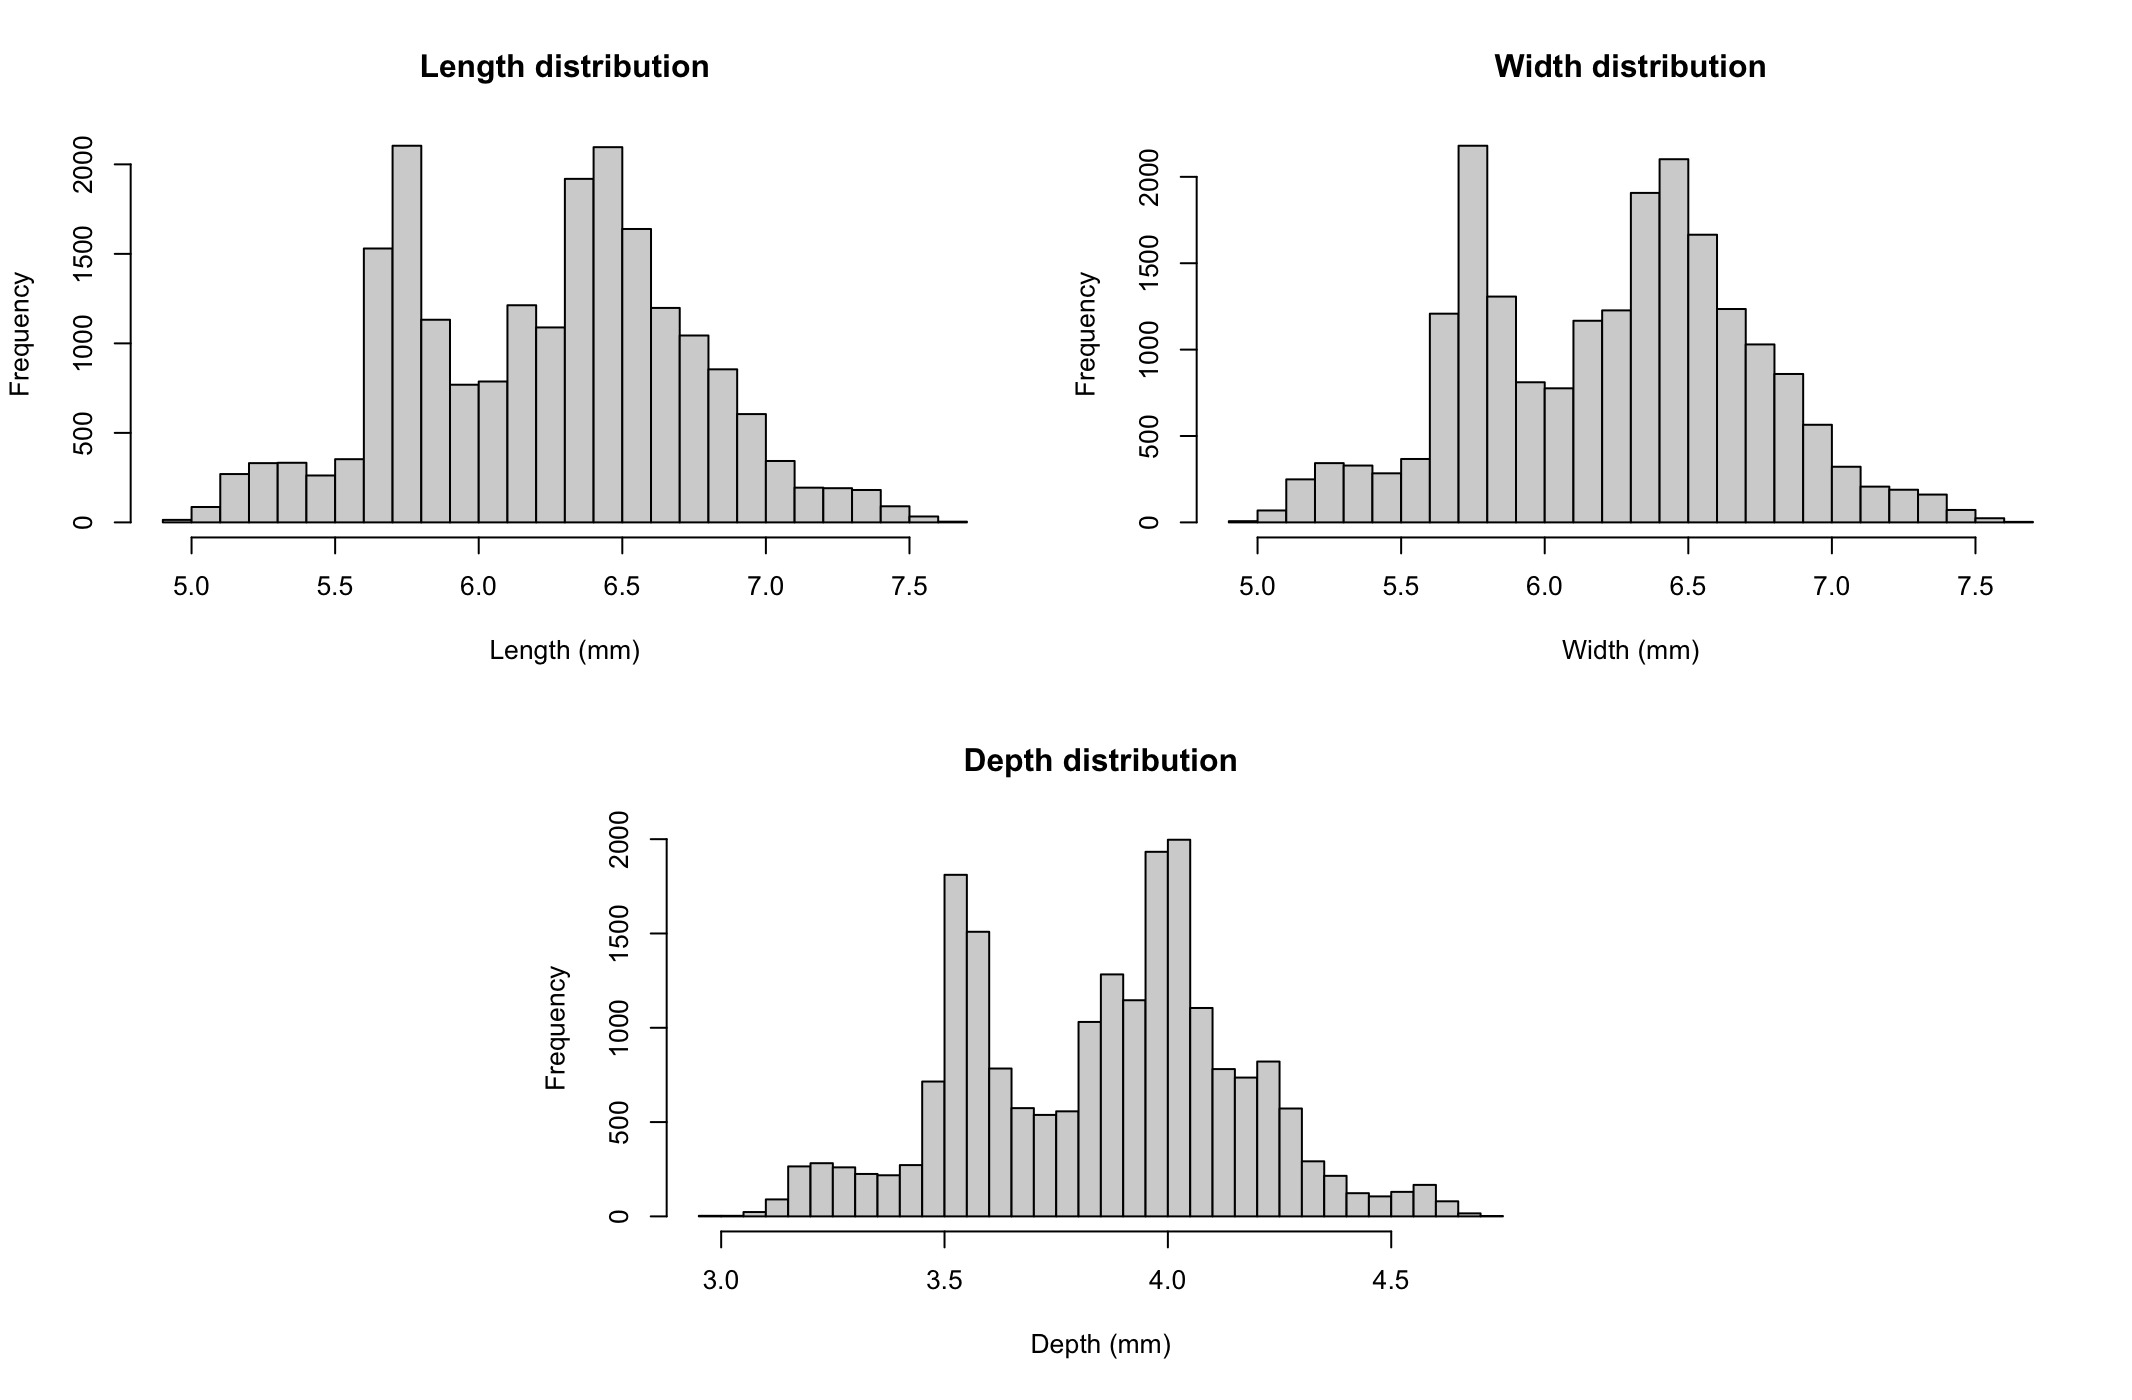 Length distribution
Frequency
0 500 1000 1500 2000
5.0 5.5 6.0 6.5 7.0 7.5
Length (mm)
Width distribution
Frequency
0 500 1000 1500 2000
5.0 5.5 6.0 6.5 7.0 7.5
Width (mm)
Depth distribution
Frequency
0 500 1000 1500 2000
3.0 3.5 4.0 4.5
Depth (mm)